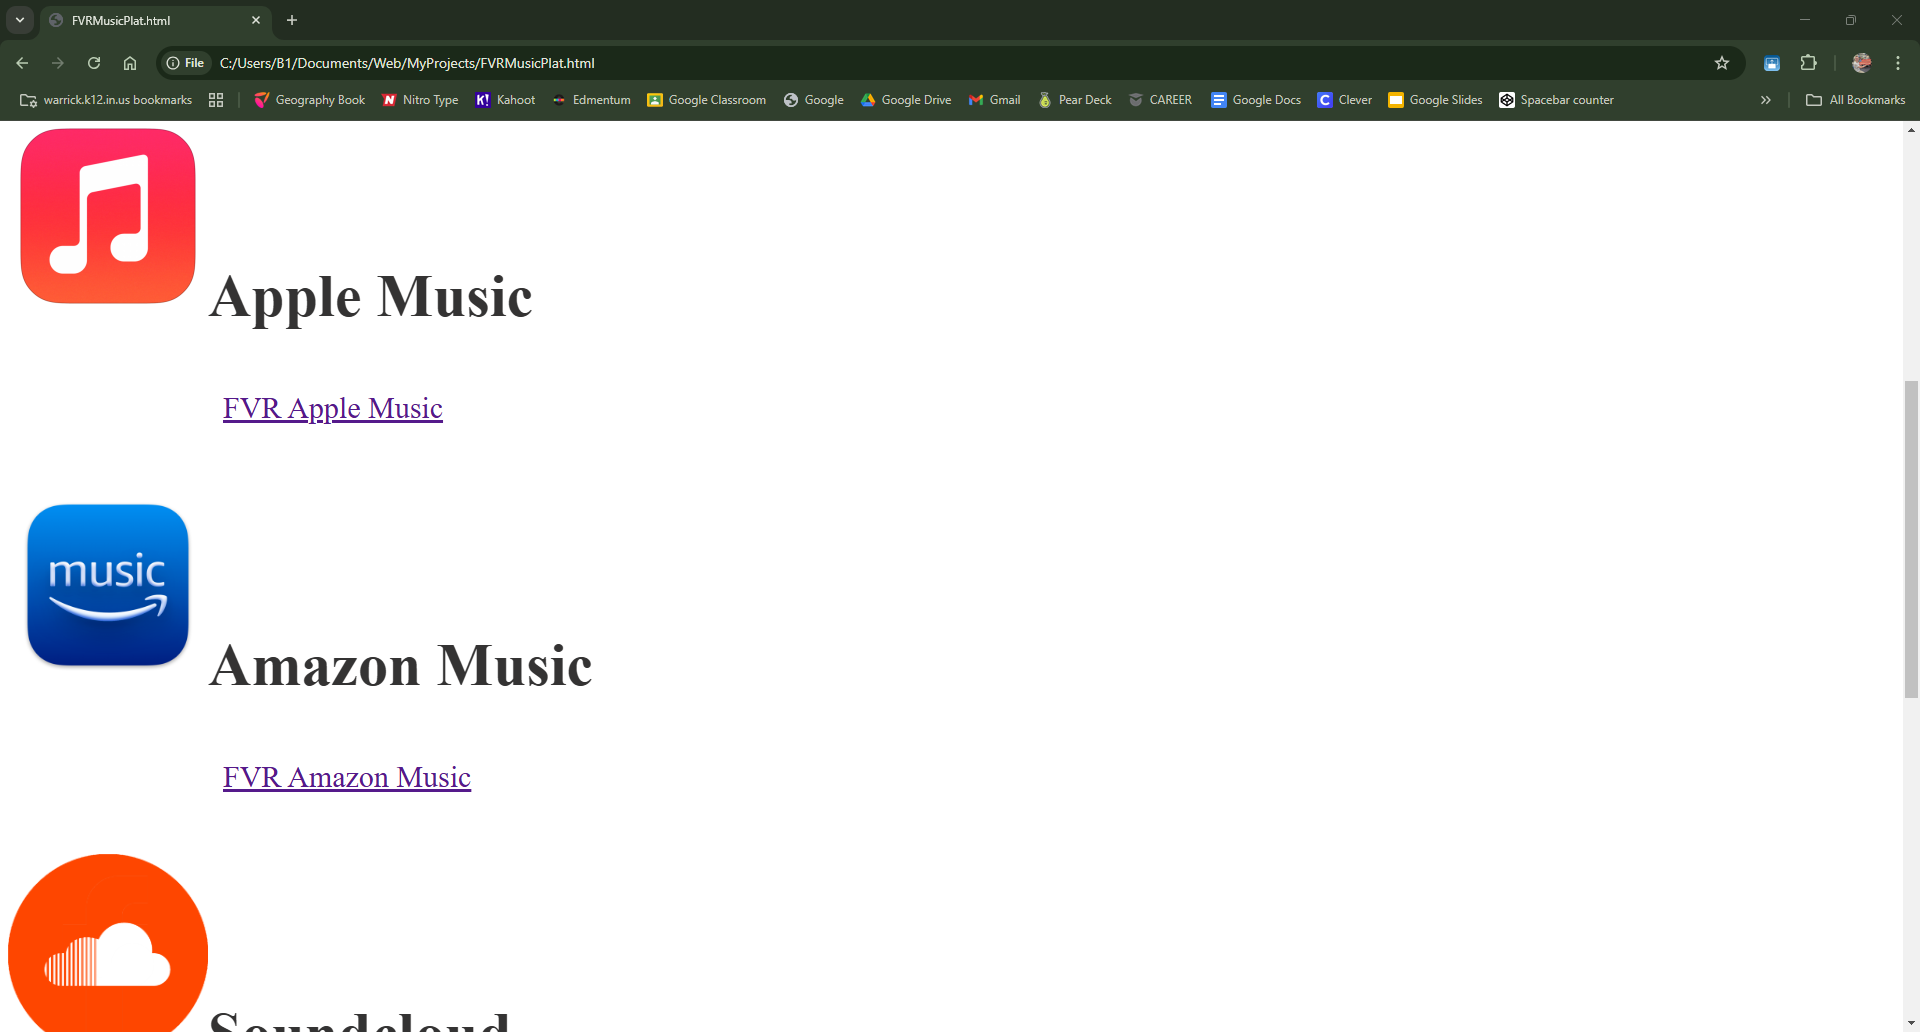 FVRMusicPlat.html
File C:/Users/B1/Documents/Web/MyProjects/FVRMusicPlat.html
warrick.k12.in.us bookmarks Geography Book Nitro Type Kahoot Edmentum Google Classroom Google Google Drive Gmail Pear Deck CAREER Google Docs Clever Google Slides Spacebar counter All Bookmarks
Apple Music
FVR Apple Music
music
Amazon Music
FVR Amazon Music
Soundcloud